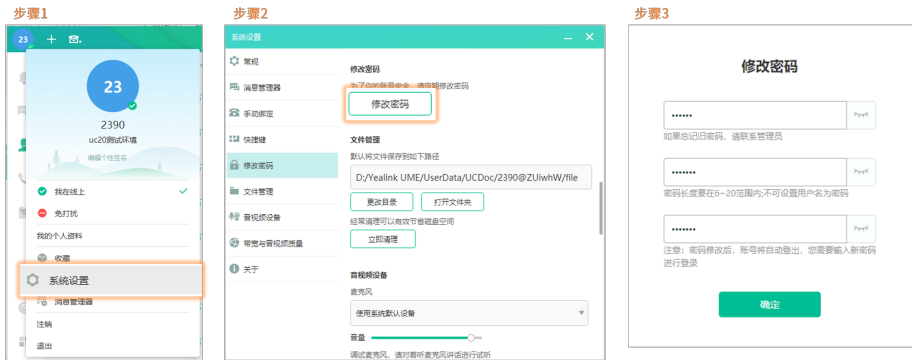 步骤1
23
23
2390
uc20测试环境
编辑个性签名
我在线上
免打扰
我的个人资料
收藏
系统设置
消息管理器
注销
退出
步骤2
系统设置
常规
消息管理器
手动绑定
快捷键
修改密码
文件管理
音视频设备
带宽与音视频质量
关于
修改密码
为了你的账号安全，请定期修改密码
修改密码
文件管理
默认将文件保存到如下路径
D:/Yealink UME/UserData/UCDoc/2390@ZUiwhW/file
更改目录
打开文件夹
经常清理可以有效节省磁盘空间
立即清理
音视频设备
麦克风
使用系统默认设备
音量
调试麦克风，请对着听麦克风讲话进行试听
步骤3
修改密码
••••••
如果忘记旧密码，请联系管理员
•••••••
密码长度要在6~20范围内;不可设置用户名为密码
•••••••
注意：密码修改后，账号将自动登出，您需要输入新密码
进行登录
确定